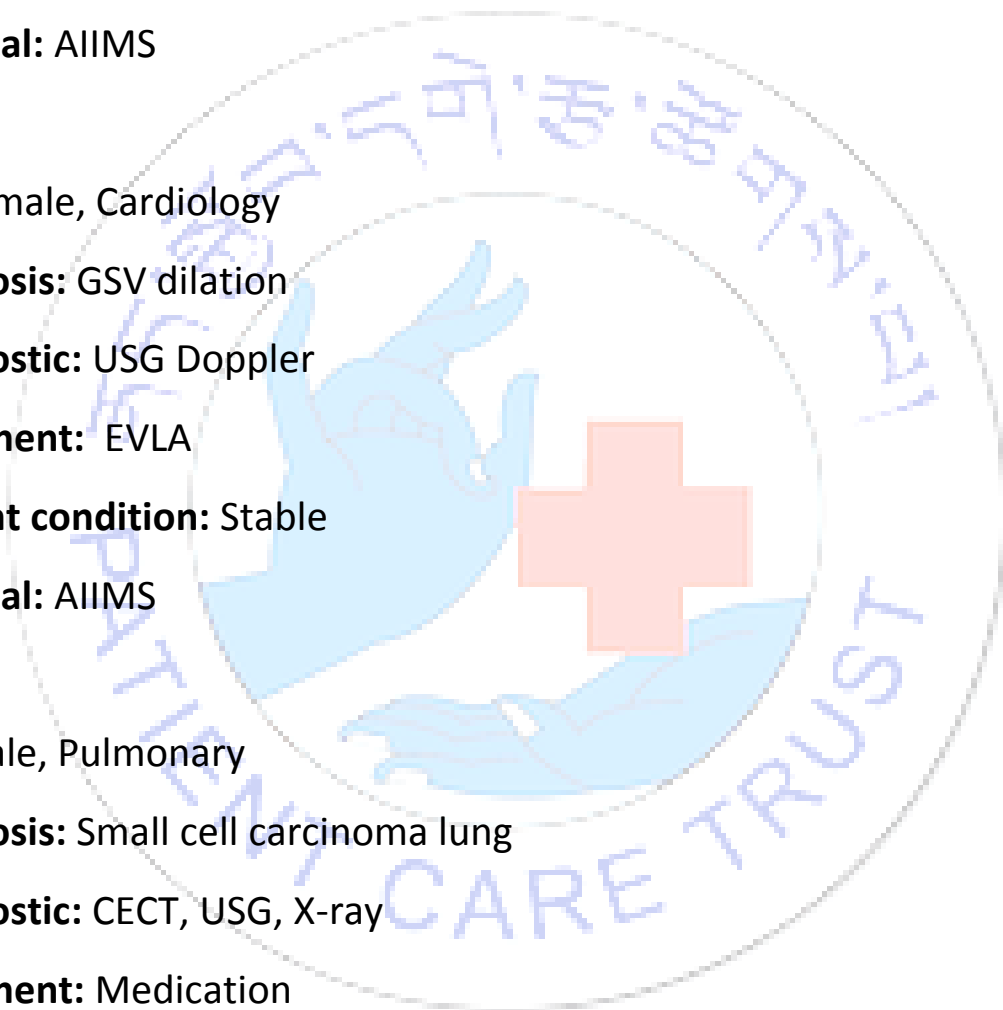 al: AIIMS
male, Cardiology
osis: GSV dilation
ostic: USG Doppler
ment: EVLA
nt condition: Stable
al: AIIMS
ale, Pulmonary
osis: Small cell carcinoma lung
ostic: CECT, USG, X-ray
ment: Medication
PATIENT CARE TRUST